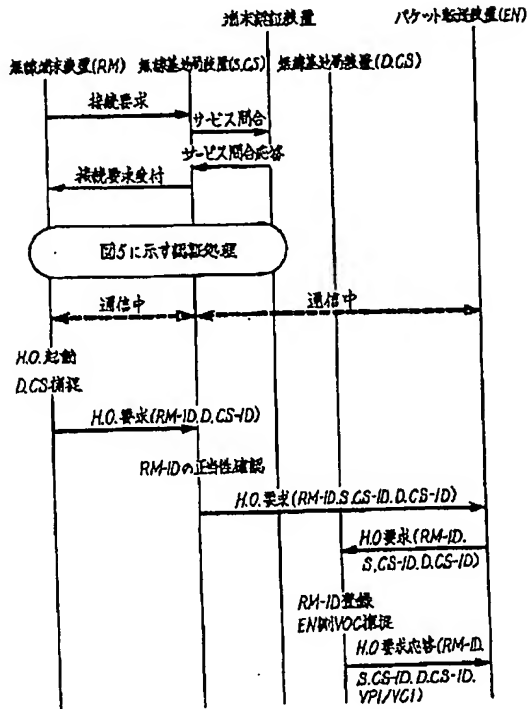 端末認証装置
パケット転送装置(EN)
無線端末装置(RM)
無線基地局装置(S,CS)
無線基地局装置(D.CS)
接続要求
サービス問合
サービス問合応答
接続要求受付
図5に示す認証処理
通信中
通信中
H.O.起動
D.CS捕捉
H.O.要求(RM-ID.D.CS-ID)
RM-IDの正当性確認
H.O.要求(RM-ID.S.CS-ID.D.CS-ID)
H.O要求(RM-ID.
S,CS-ID.D.CS-ID)
RM-ID登録
EN側VOC捕捉
H.O要求応答(RM-ID.
S.CS-ID.D.CS-ID.
VPI/VCI)